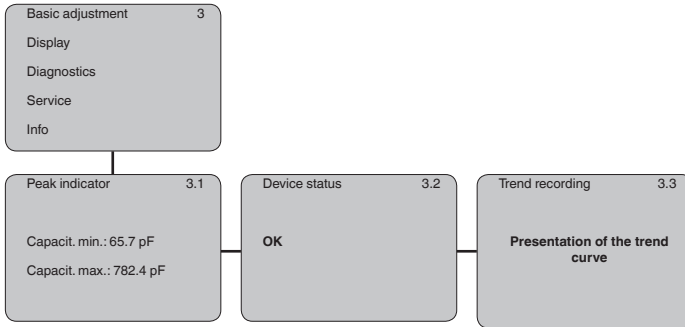 Basic adjustment 3
Display
Diagnostics
Service
Info
Peak indicator 3.1
Capacit. min.: 65.7 pF
Capacit. max.: 782.4 pF
Device status 3.2
OK
Trend recording 3.3
Presentation of the trend
curve